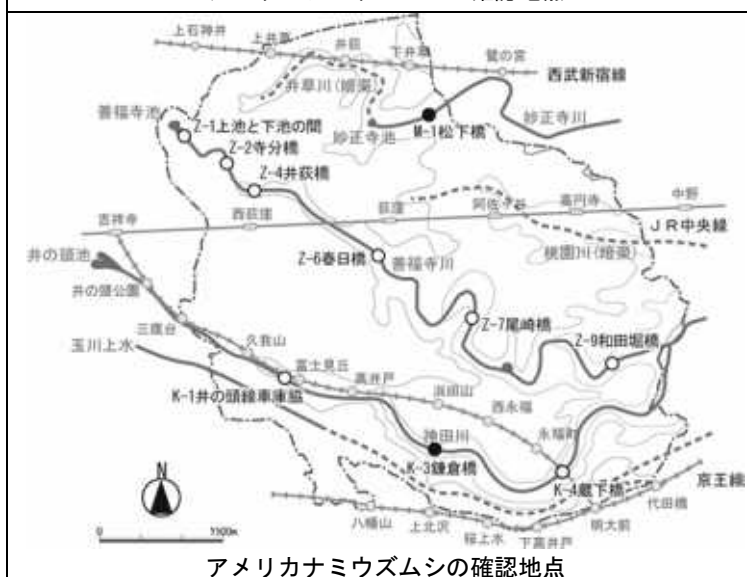 上石神井
上井草
井荻
下井草
鷺の宮
西武新宿線
井草川(暗渠)
善福寺池
Z-1上池と下池の間
妙正寺池
M-1松下橋
妙正寺川
Z-2寺分橋
Z-4井荻橋
吉祥寺
西荻窪
荻窪
阿佐ヶ谷
高円寺
中野
JR中央線
井の頭池
Z-6春日橋
善福寺川
桃園川(暗渠)
井の頭公園
三鷹台
Z-7尾崎橋
Z-9和田堀橋
玉川上水
久我山
富士見丘
K-1井の頭線車庫脇
高井戸
浜田山
西永福
神田川
永福町
K-3鎌倉橋
K-4蔵下橋
京王線
N
八幡山
上北沢
桜上水
下高井戸
明大前
代田橋
0
アメリカナミウズムシの確認地点